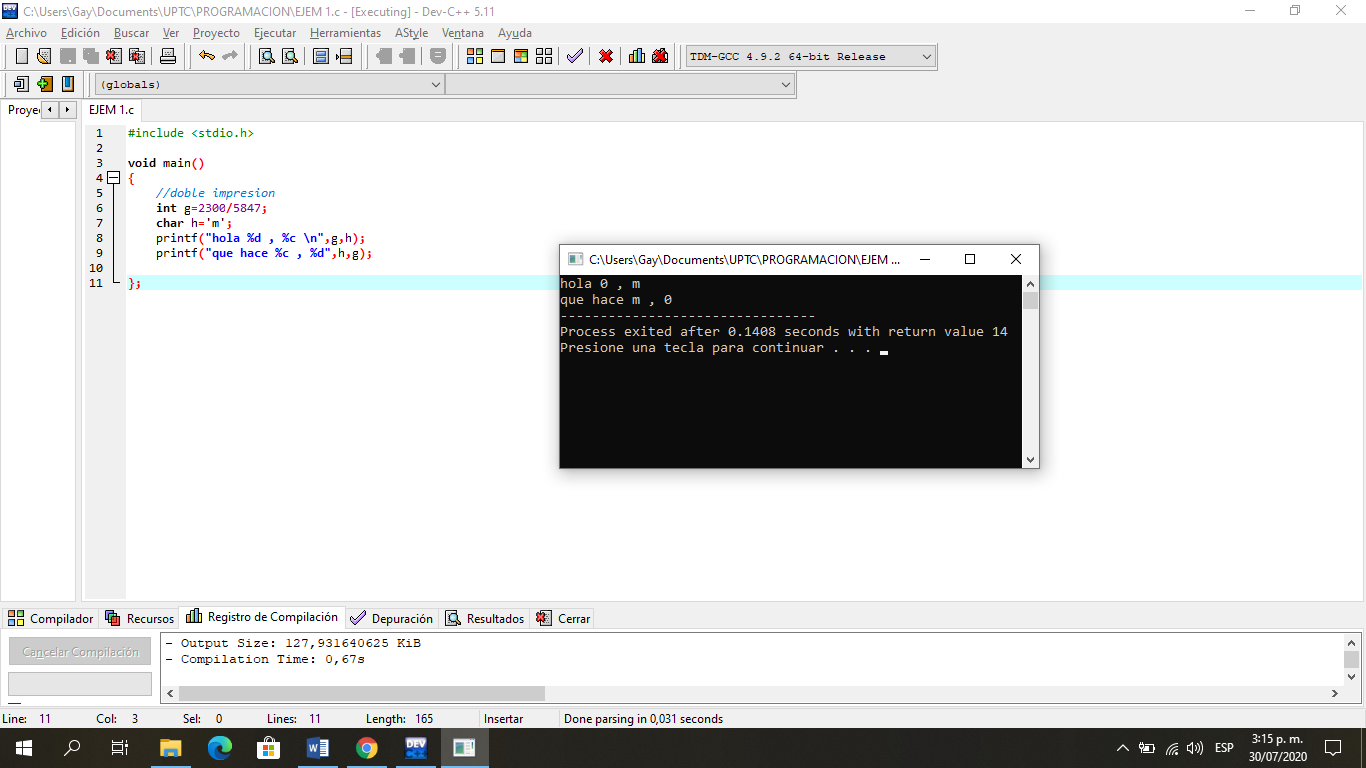 C:\Users\Gay\Documents\UPTC\PROGRAMACION\EJEM 1.c - [Executing] - Dev-C++ 5.11
Archivo Edición Buscar Ver Proyecto Ejecutar Herramientas AStyle Ventana Ayuda
TDM-GCC 4.9.2 64-bit Release
(globals)
Proye
EJEM 1.c
1 #include <stdio.h>
2
3 void main()
4 {
5 //doble impresion
6 int g=2300/5847;
7 char h='m';
8 printf("hola %d , %c \n",g,h);
9 printf("que hace %c , %d",h,g);
10
11 };
C:\Users\Gay\Documents\UPTC\PROGRAMACION\EJEM ...
hola 0 , m
que hace m , 0
--------------------------------
Process exited after 0.1408 seconds with return value 14
Presione una tecla para continuar . . .
Compilador Recursos Registro de Compilación Depuración Resultados Cerrar
Cancelar Compilación
- Output Size: 127,931640625 KiB
- Compilation Time: 0,67s
Line: 11 Col: 3 Sel: 0 Lines: 11 Length: 165 Insertar Done parsing in 0,031 seconds
ESP
3:15 p. m.
30/07/2020